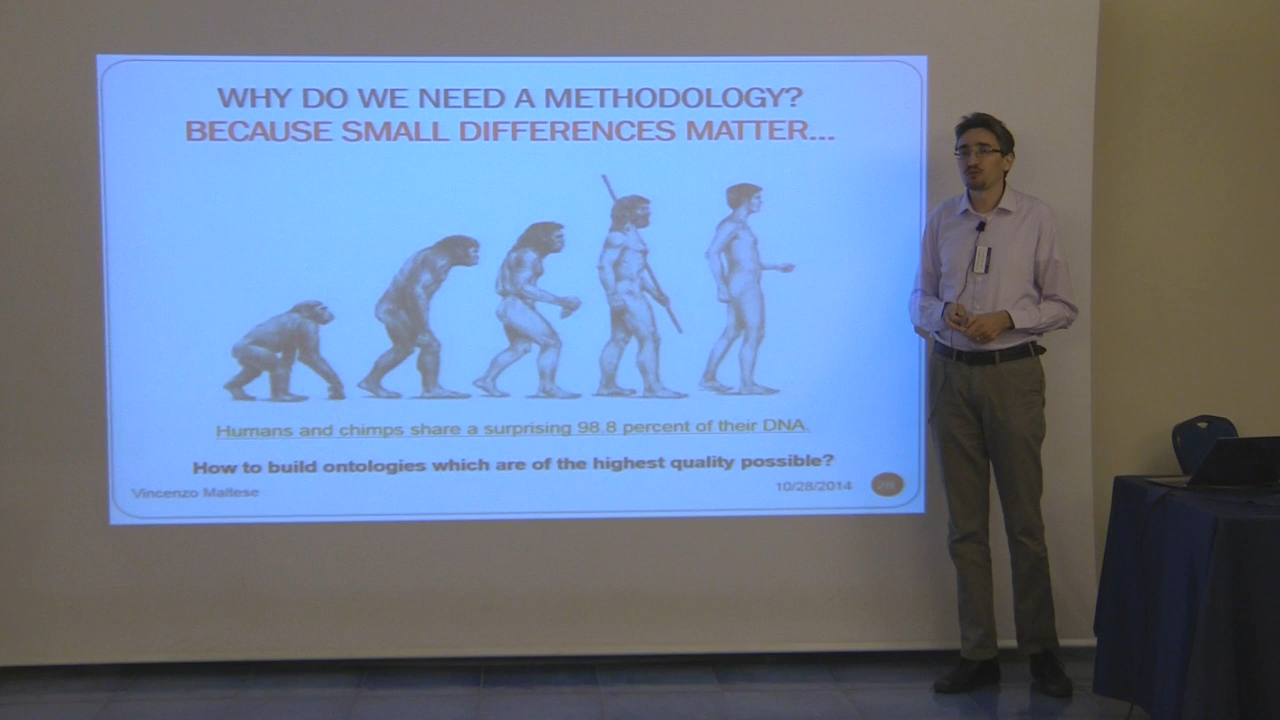 WHY DO WE NEED A METHODOLOGY?
BECAUSE SMALL DIFFERENCES MATTER...
Humans and chimps share a surprising 98.8 percent of their DNA.
How to build ontologies which are of the highest quality possible?
Vincenzo Maltese
10/28/2014